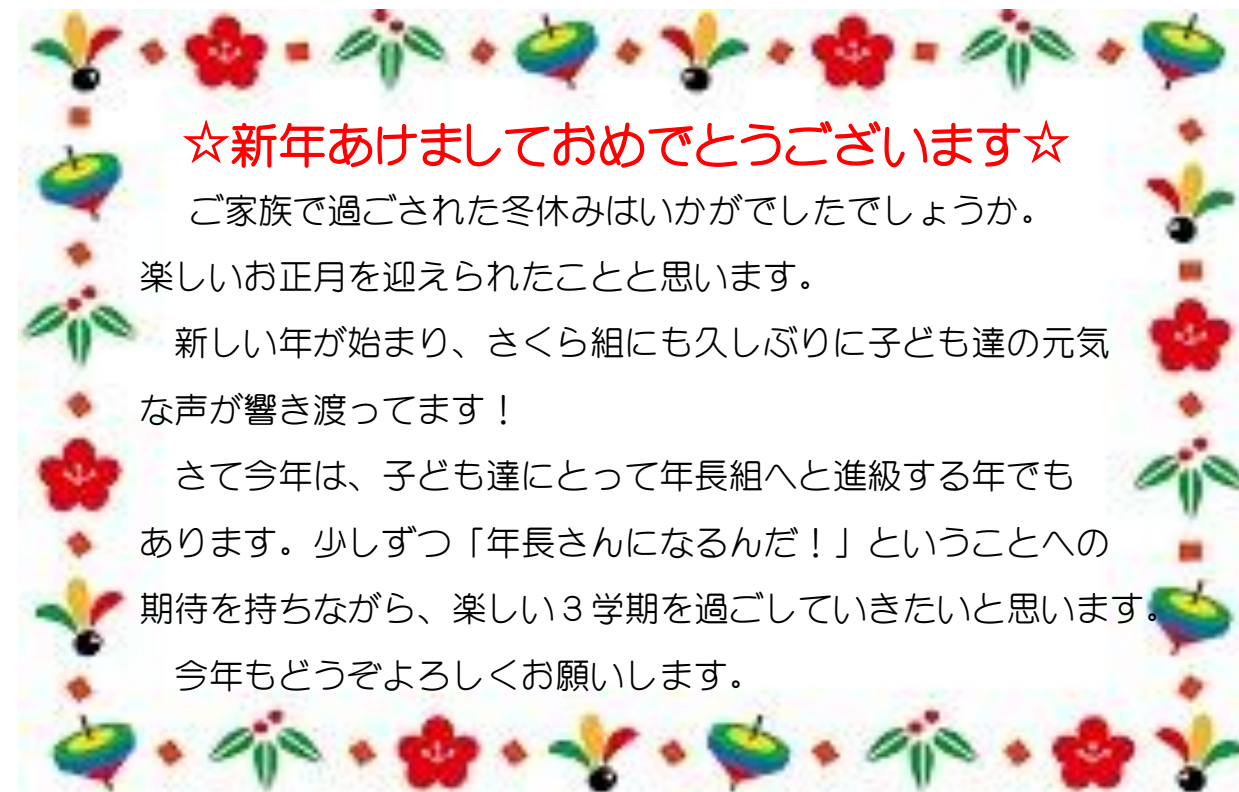 ☆新年あけましておめでとうございます☆
ご家族で過ごされた冬休みはいかがでしたでしょうか。
楽しいお正月を迎えられたことと思います。
新しい年が始まり、さくら組にも久しぶりに子ども達の元気
な声が響き渡ってます！
さて今年は、子ども達にとって年長組へと進級する年でも
あります。少しずつ「年長さんになるんだ！」ということへの
期待を持ちながら、楽しい３学期を過ごしていきたいと思います。
今年もどうぞよろしくお願いします。